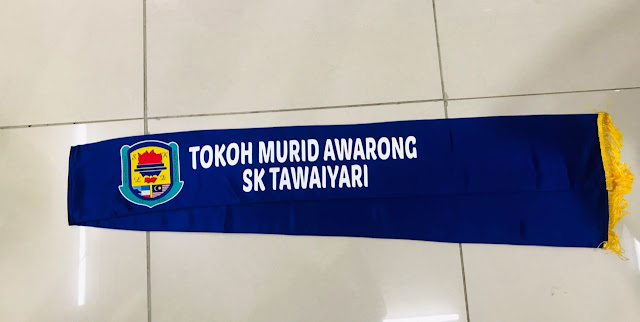 TOKOH MURID AWARONG
SK TAWAIYARI